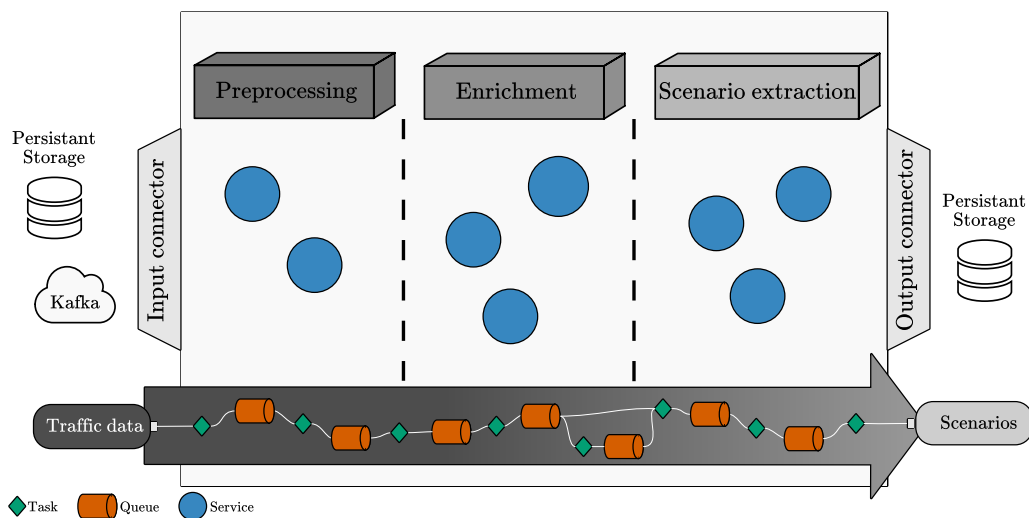 Preprocessing
Enrichment
Scenario extraction
Persistant
Storage
Kafka
Input connector
Output connector
Persistant
Storage
Traffic data
Scenarios
Task
Queue
Service